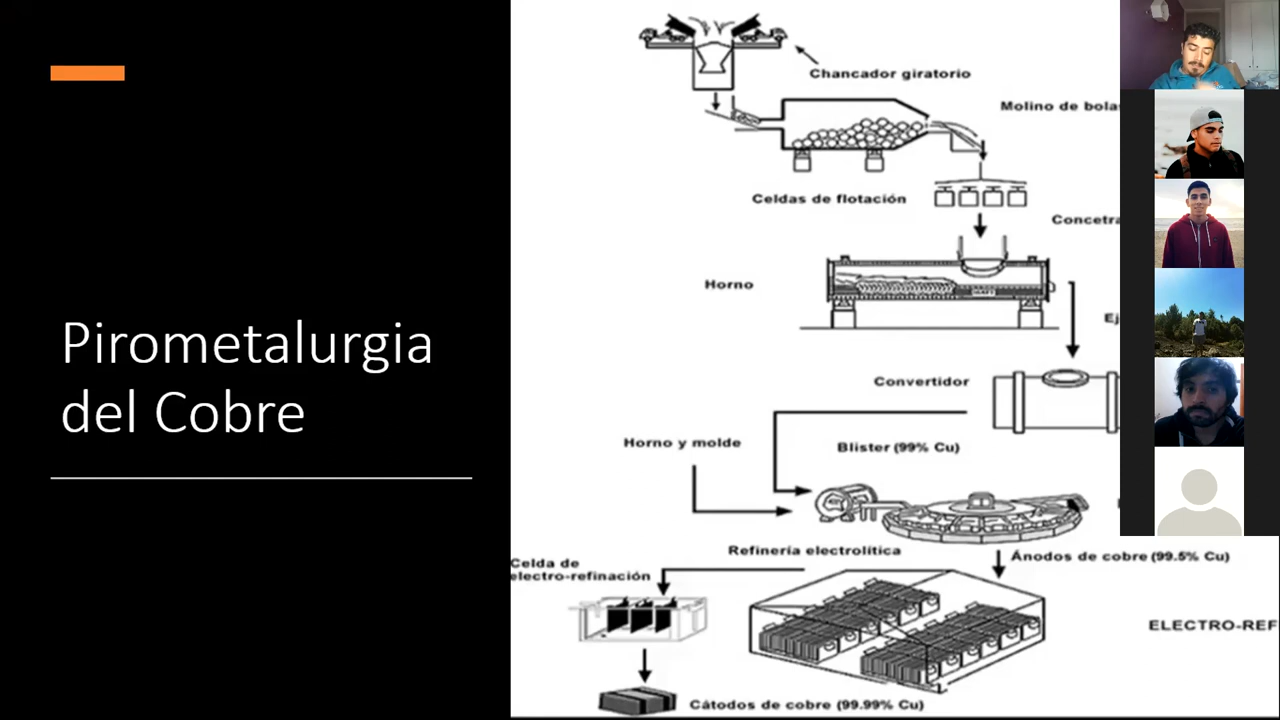 Pirometalurgia
del Cobre
Chancador giratorio
Molino de bolas
Celdas de flotación
Concetra
Horno
Ej
Convertidor
Horno y molde
Blister (99% Cu)
Refinería electrolítica
Ánodos de cobre (99.5% Cu)
Celda de
electro-refinación
ELECTRO-REF
Cátodos de cobre (99.99% Cu)